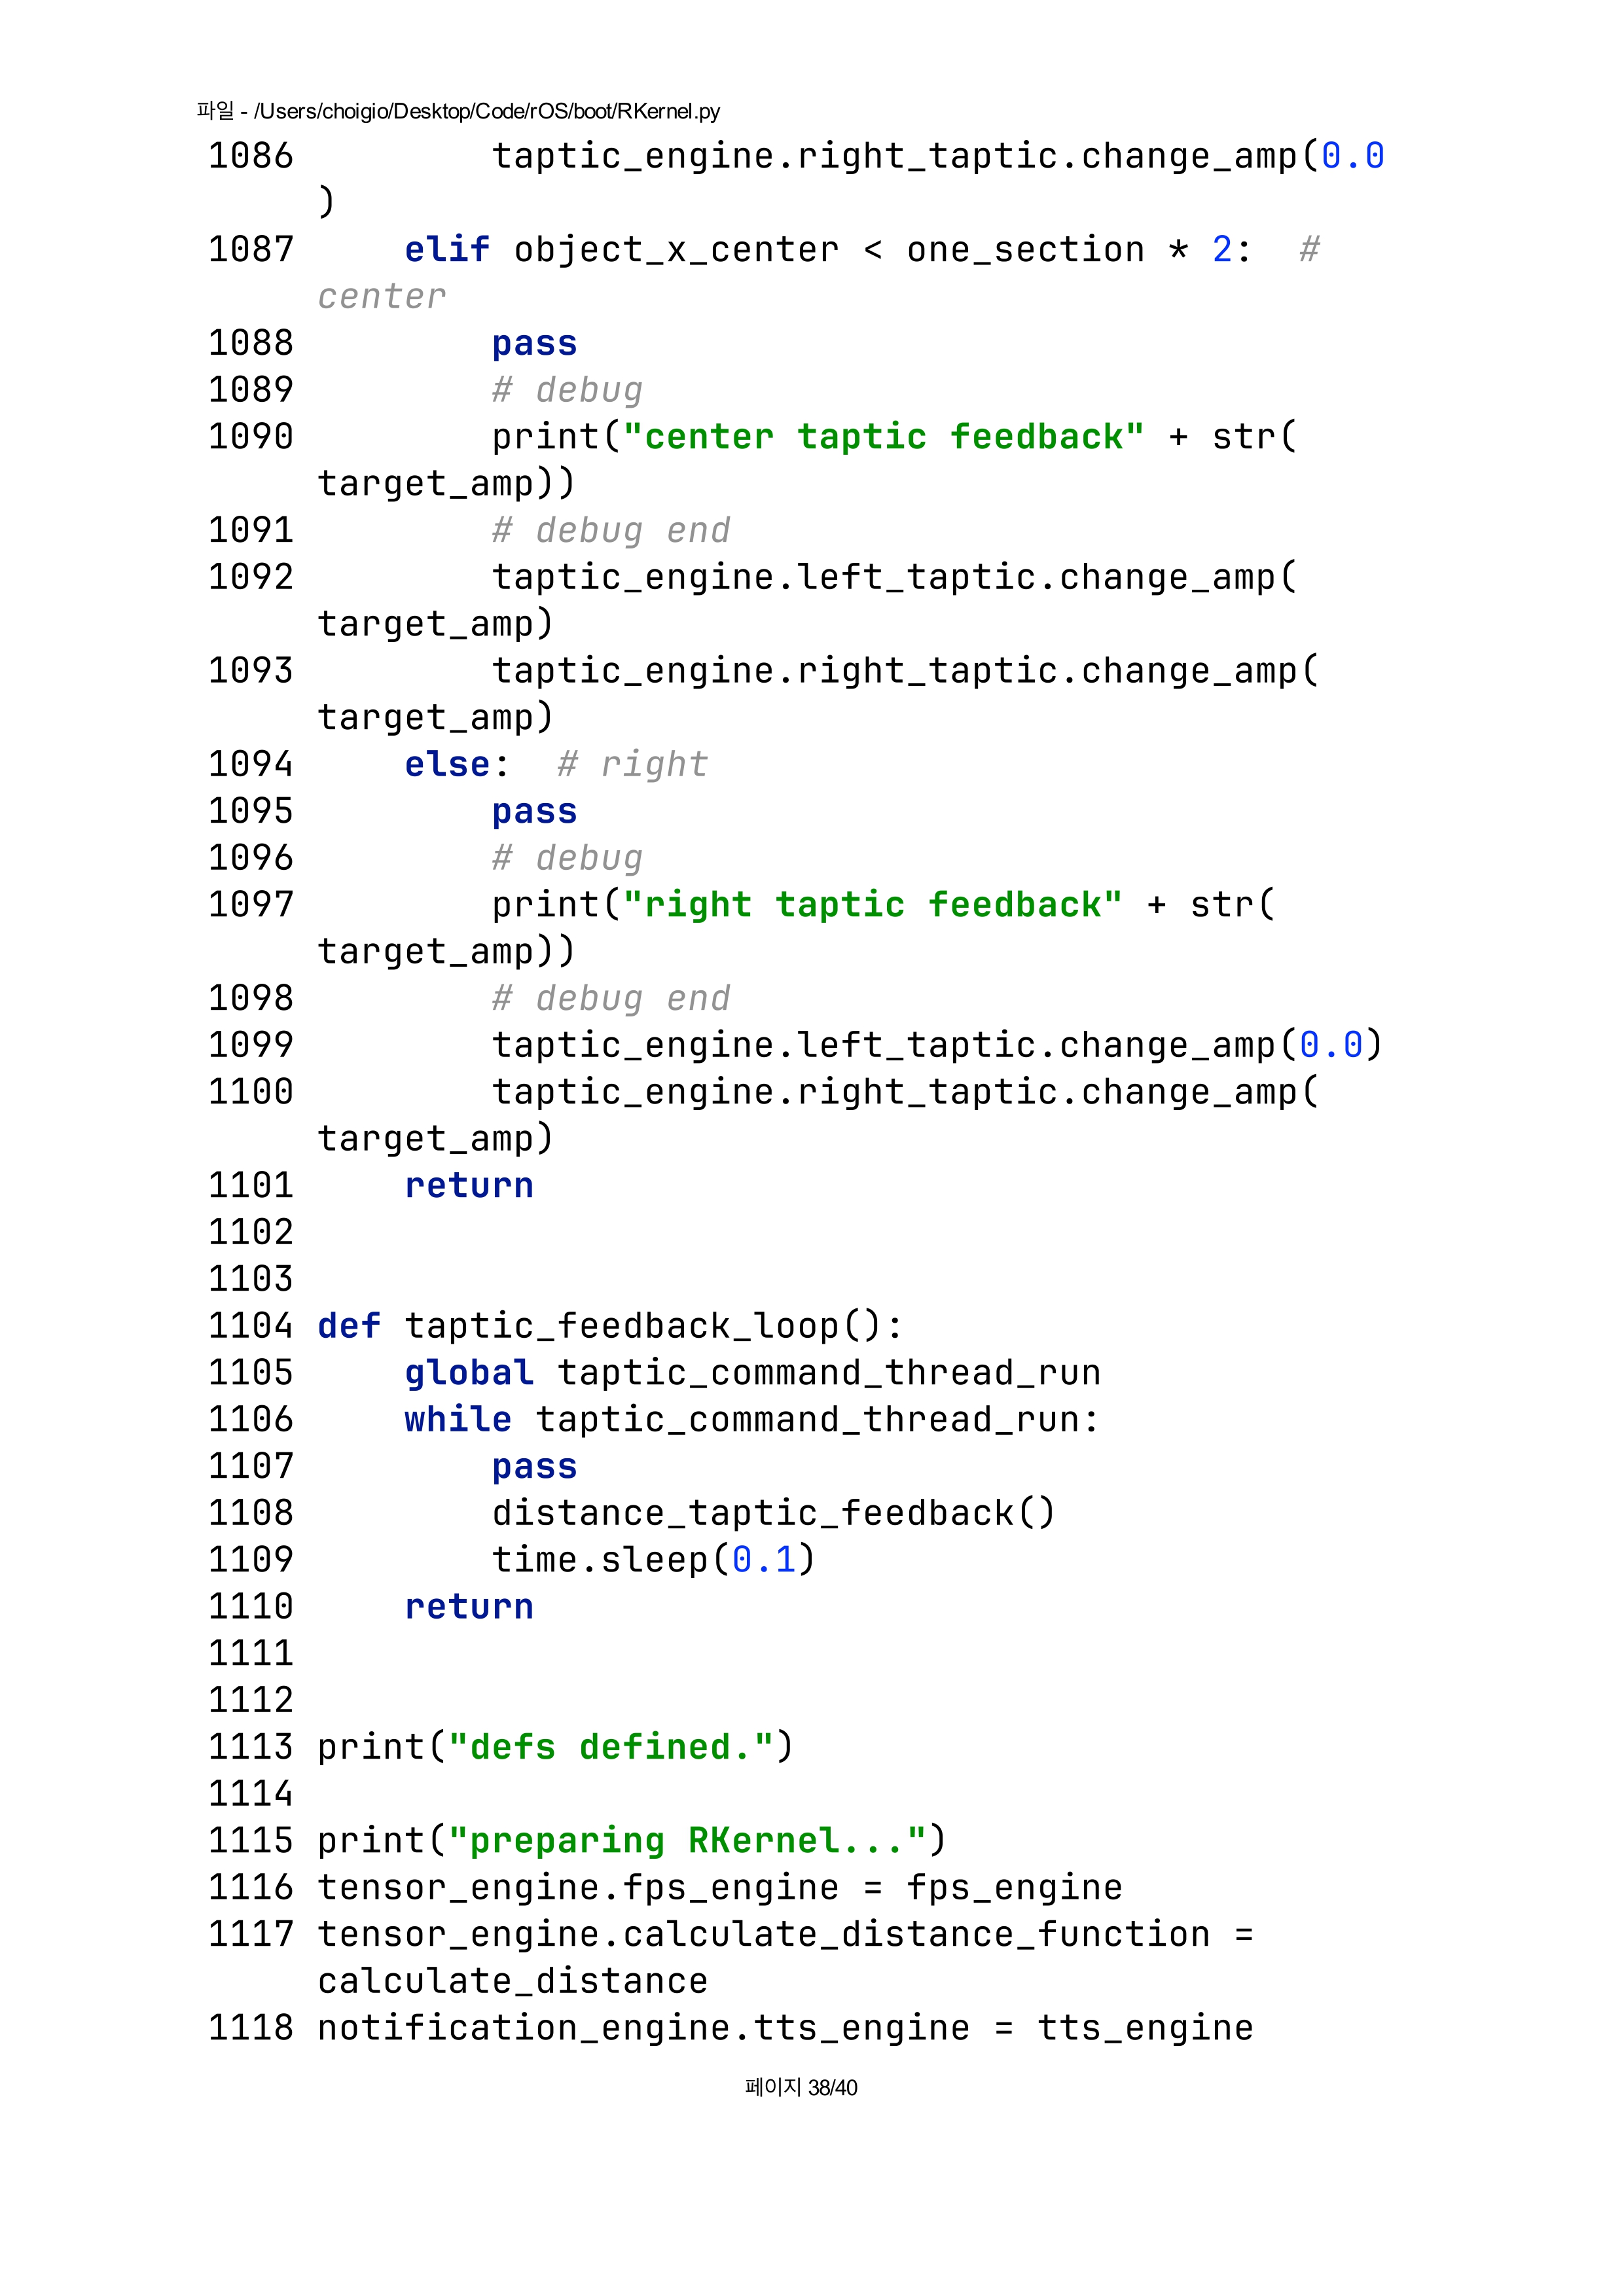 파일 - /Users/choigio/Desktop/Code/rOS/boot/RKernel.py
1086         taptic_engine.right_taptic.change_amp(0.0
)
1087     elif object_x_center < one_section * 2:  #
center
1088         pass
1089         # debug
1090         print("center taptic feedback" + str(
target_amp))
1091         # debug end
1092         taptic_engine.left_taptic.change_amp(
target_amp)
1093         taptic_engine.right_taptic.change_amp(
target_amp)
1094     else:  # right
1095         pass
1096         # debug
1097         print("right taptic feedback" + str(
target_amp))
1098         # debug end
1099         taptic_engine.left_taptic.change_amp(0.0)
1100         taptic_engine.right_taptic.change_amp(
target_amp)
1101     return
1102
1103
1104 def taptic_feedback_loop():
1105     global taptic_command_thread_run
1106     while taptic_command_thread_run:
1107         pass
1108         distance_taptic_feedback()
1109         time.sleep(0.1)
1110     return
1111
1112
1113 print("defs defined.")
1114
1115 print("preparing RKernel...")
1116 tensor_engine.fps_engine = fps_engine
1117 tensor_engine.calculate_distance_function =
calculate_distance
1118 notification_engine.tts_engine = tts_engine
페이지 38/40